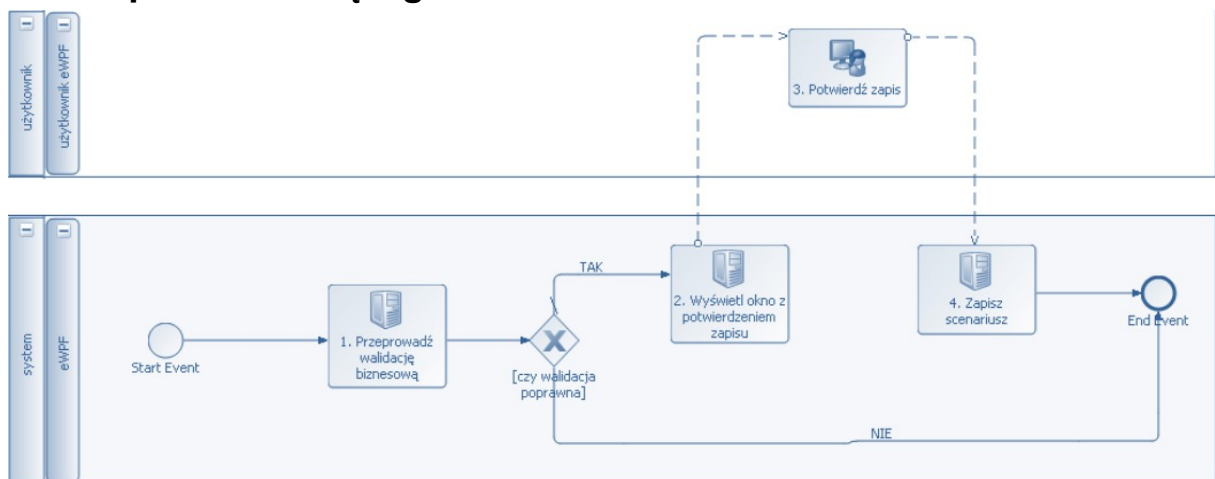 użytkownik
użytkownik eWPF
3. Potwierdź zapis
system
eWPF
Start Event
1. Przeprowadź
walidację
biznesową
[czy walidacja
poprawna]
TAK
2. Wyświetl okno z
potwierdzeniem
zapisu
4. Zapisz
scenariusz
End Event
NIE